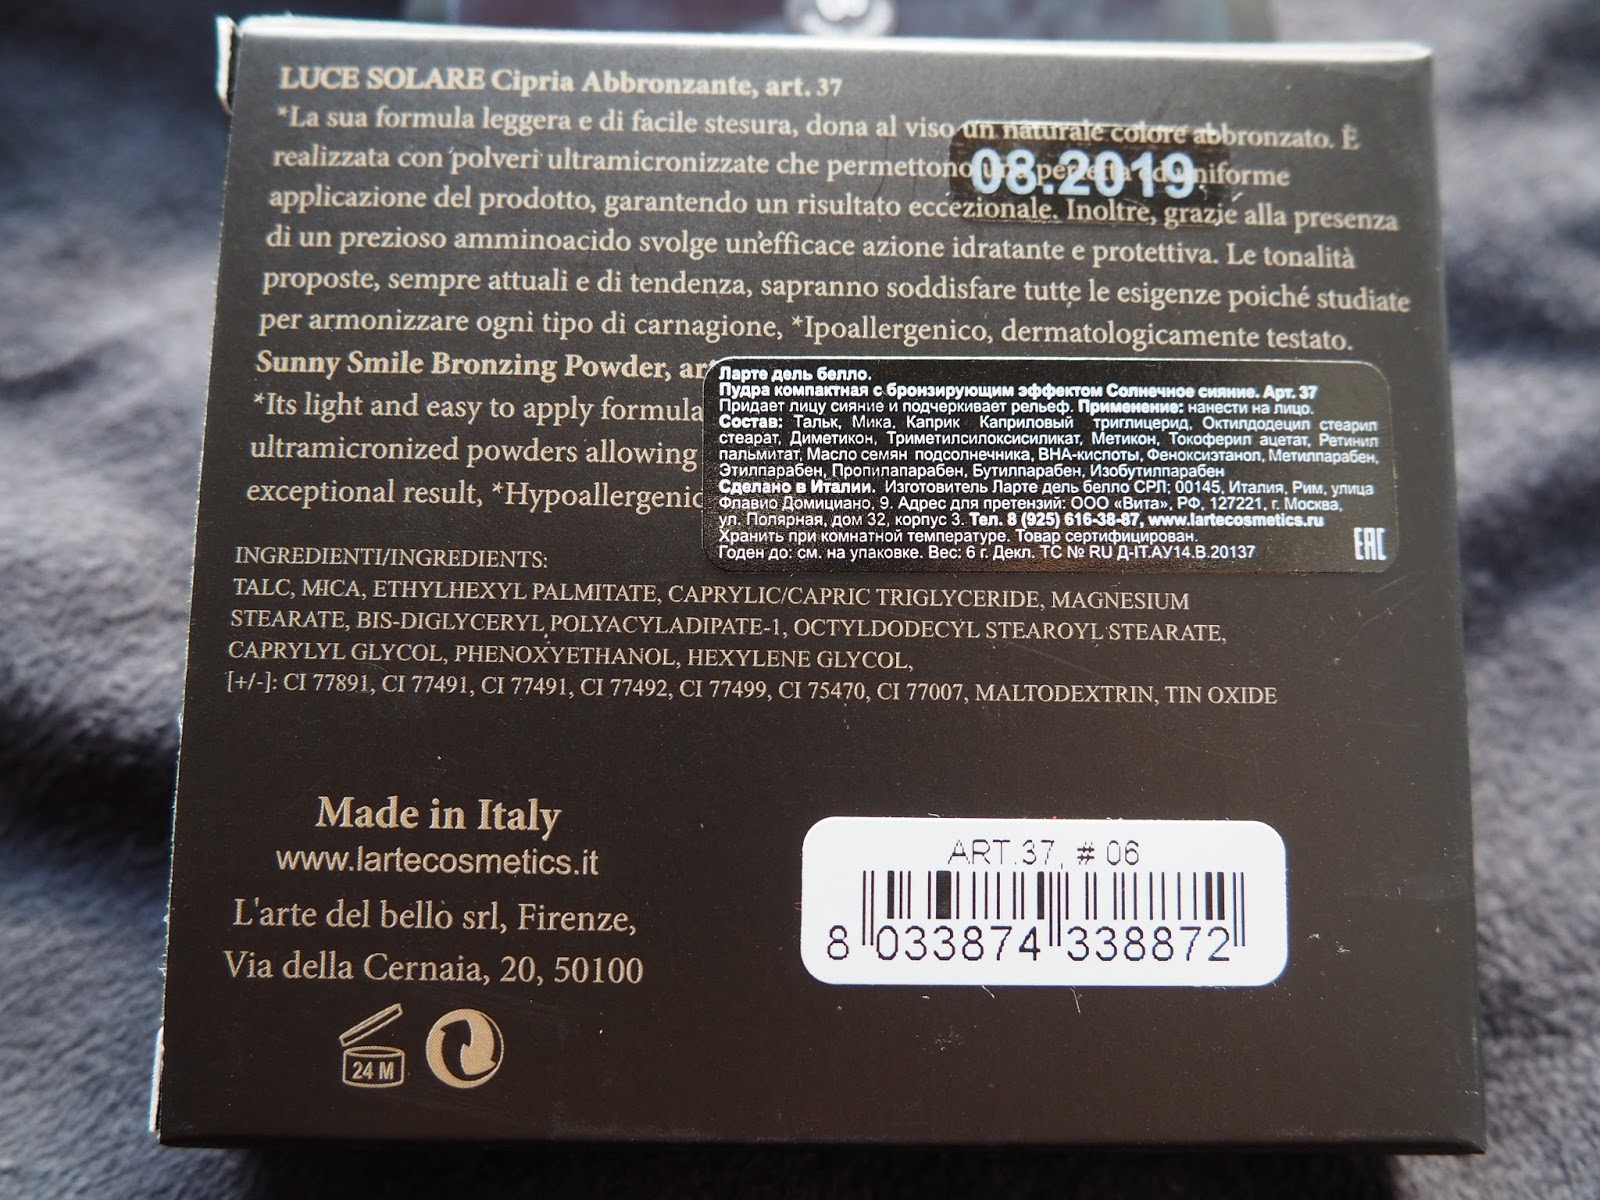 LUCE SOLARE Cipria Abbronzante, art. 37
*La sua formula leggera e di facile stesura, dona al viso un naturale colore abbronzato. È
08.2019
realizzata con polveri ultramicronizzate che permettono una perfetta ed uniforme
applicazione del prodotto, garantendo un risultato eccezionale. Inoltre, grazie alla presenza
di un prezioso amminoacido svolge un'efficace azione idratante e protettiva. Le tonalità
proposte, sempre attuali e di tendenza, sapranno soddisfare tutte le esigenze poiché studiate
per armonizzare ogni tipo di carnagione, *Ipoallergenico, dermatologicamente testato.
Sunny Smile Bronzing Powder, ar
*Its light and easy to apply formula
ultramicronized powders allowing
exceptional result, *Hypoallergenic
Ларте дель белло.
Пудра компактная с бронзирующим эффектом Солнечное сияние. Арт. 37
Придает лицу сияние и подчеркивает рельеф. Применение: нанести на лицо.
Состав: Тальк, Мика, Каприк Каприловый триглицерид, Октилдодецил стеарил
стеарат, Диметикон, Триметилсилоксисиликат, Метикон, Токоферил ацетат, Ретинил
пальмитат, Масло семян подсолнечника, ВНА-кислоты, Феноксиэтанол, Метилпарабен,
Этилпарабен, Пропилапарабен, Бутилпарабен, Изобутилпарабен
Сделано в Италии. Изготовитель Ларте дель белло СРЛ; 00145, Италия, Рим, улица
Флавио Домициано, 9. Адрес для претензий: ООО «Вита», РФ, 127221, г. Москва,
ул. Полярная, дом 32, корпус 3. Тел. 8 (925) 616-38-87, www.lartecosmetics.ru
Хранить при комнатной температуре. Товар сертифицирован.
Годен до: см. на упаковке. Вес: 6 г. Декл. ТС № RU Д-IT.АУ14.В.20137
EAC
INGREDIENTI/INGREDIENTS:
TALC, MICA, ETHYLHEXYL PALMITATE, CAPRYLIC/CAPRIC TRIGLYCERIDE, MAGNESIUM
STEARATE, BIS-DIGLYCERYL POLYACYLADIPATE-1, OCTYLDODECYL STEAROYL STEARATE,
CAPRYLYL GLYCOL, PHENOXYETHANOL, HEXYLENE GLYCOL,
[+/-]: CI 77891, CI 77491, CI 77491, CI 77492, CI 77499, CI 75470, CI 77007, MALTODEXTRIN, TIN OXIDE
Made in Italy
www.lartecosmetics.it
L'arte del bello srl, Firenze,
Via della Cernaia, 20, 50100
24 M
ART.37, # 06
8 033874 338872